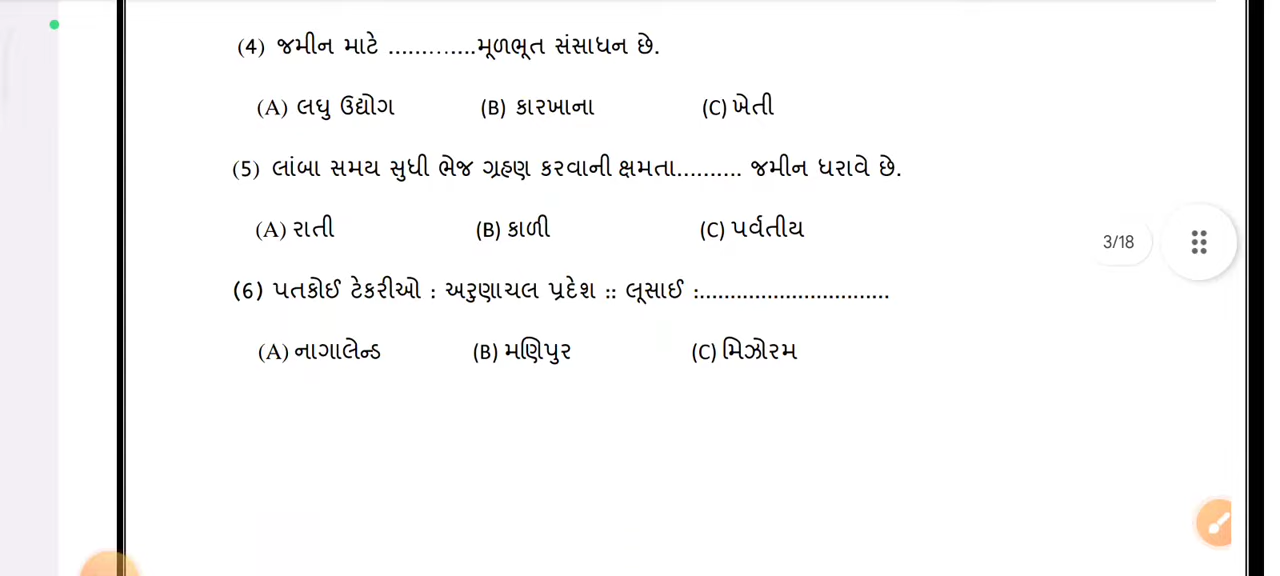 (4) જમીન માટે ............મૂળભૂત સંસાધન છે.
(A) લઘુ ઉદ્યોગ (B) કારખાના (C) ખેતી
(5) લાંબા સમય સુધી ભેજ ગ્રહણ કરવાની ક્ષમતા.......... જમીન ધરાવે છે.
(A) રાતી (B) કાળી (C) પર્વતીય
3/18
(6) પતકોઈ ટેકરીઓ : અરુણાચલ પ્રદેશ :: લૂસાઈ :...............................
(A) નાગાલેન્ડ (B) મણિપુર (C) મિઝોરમ